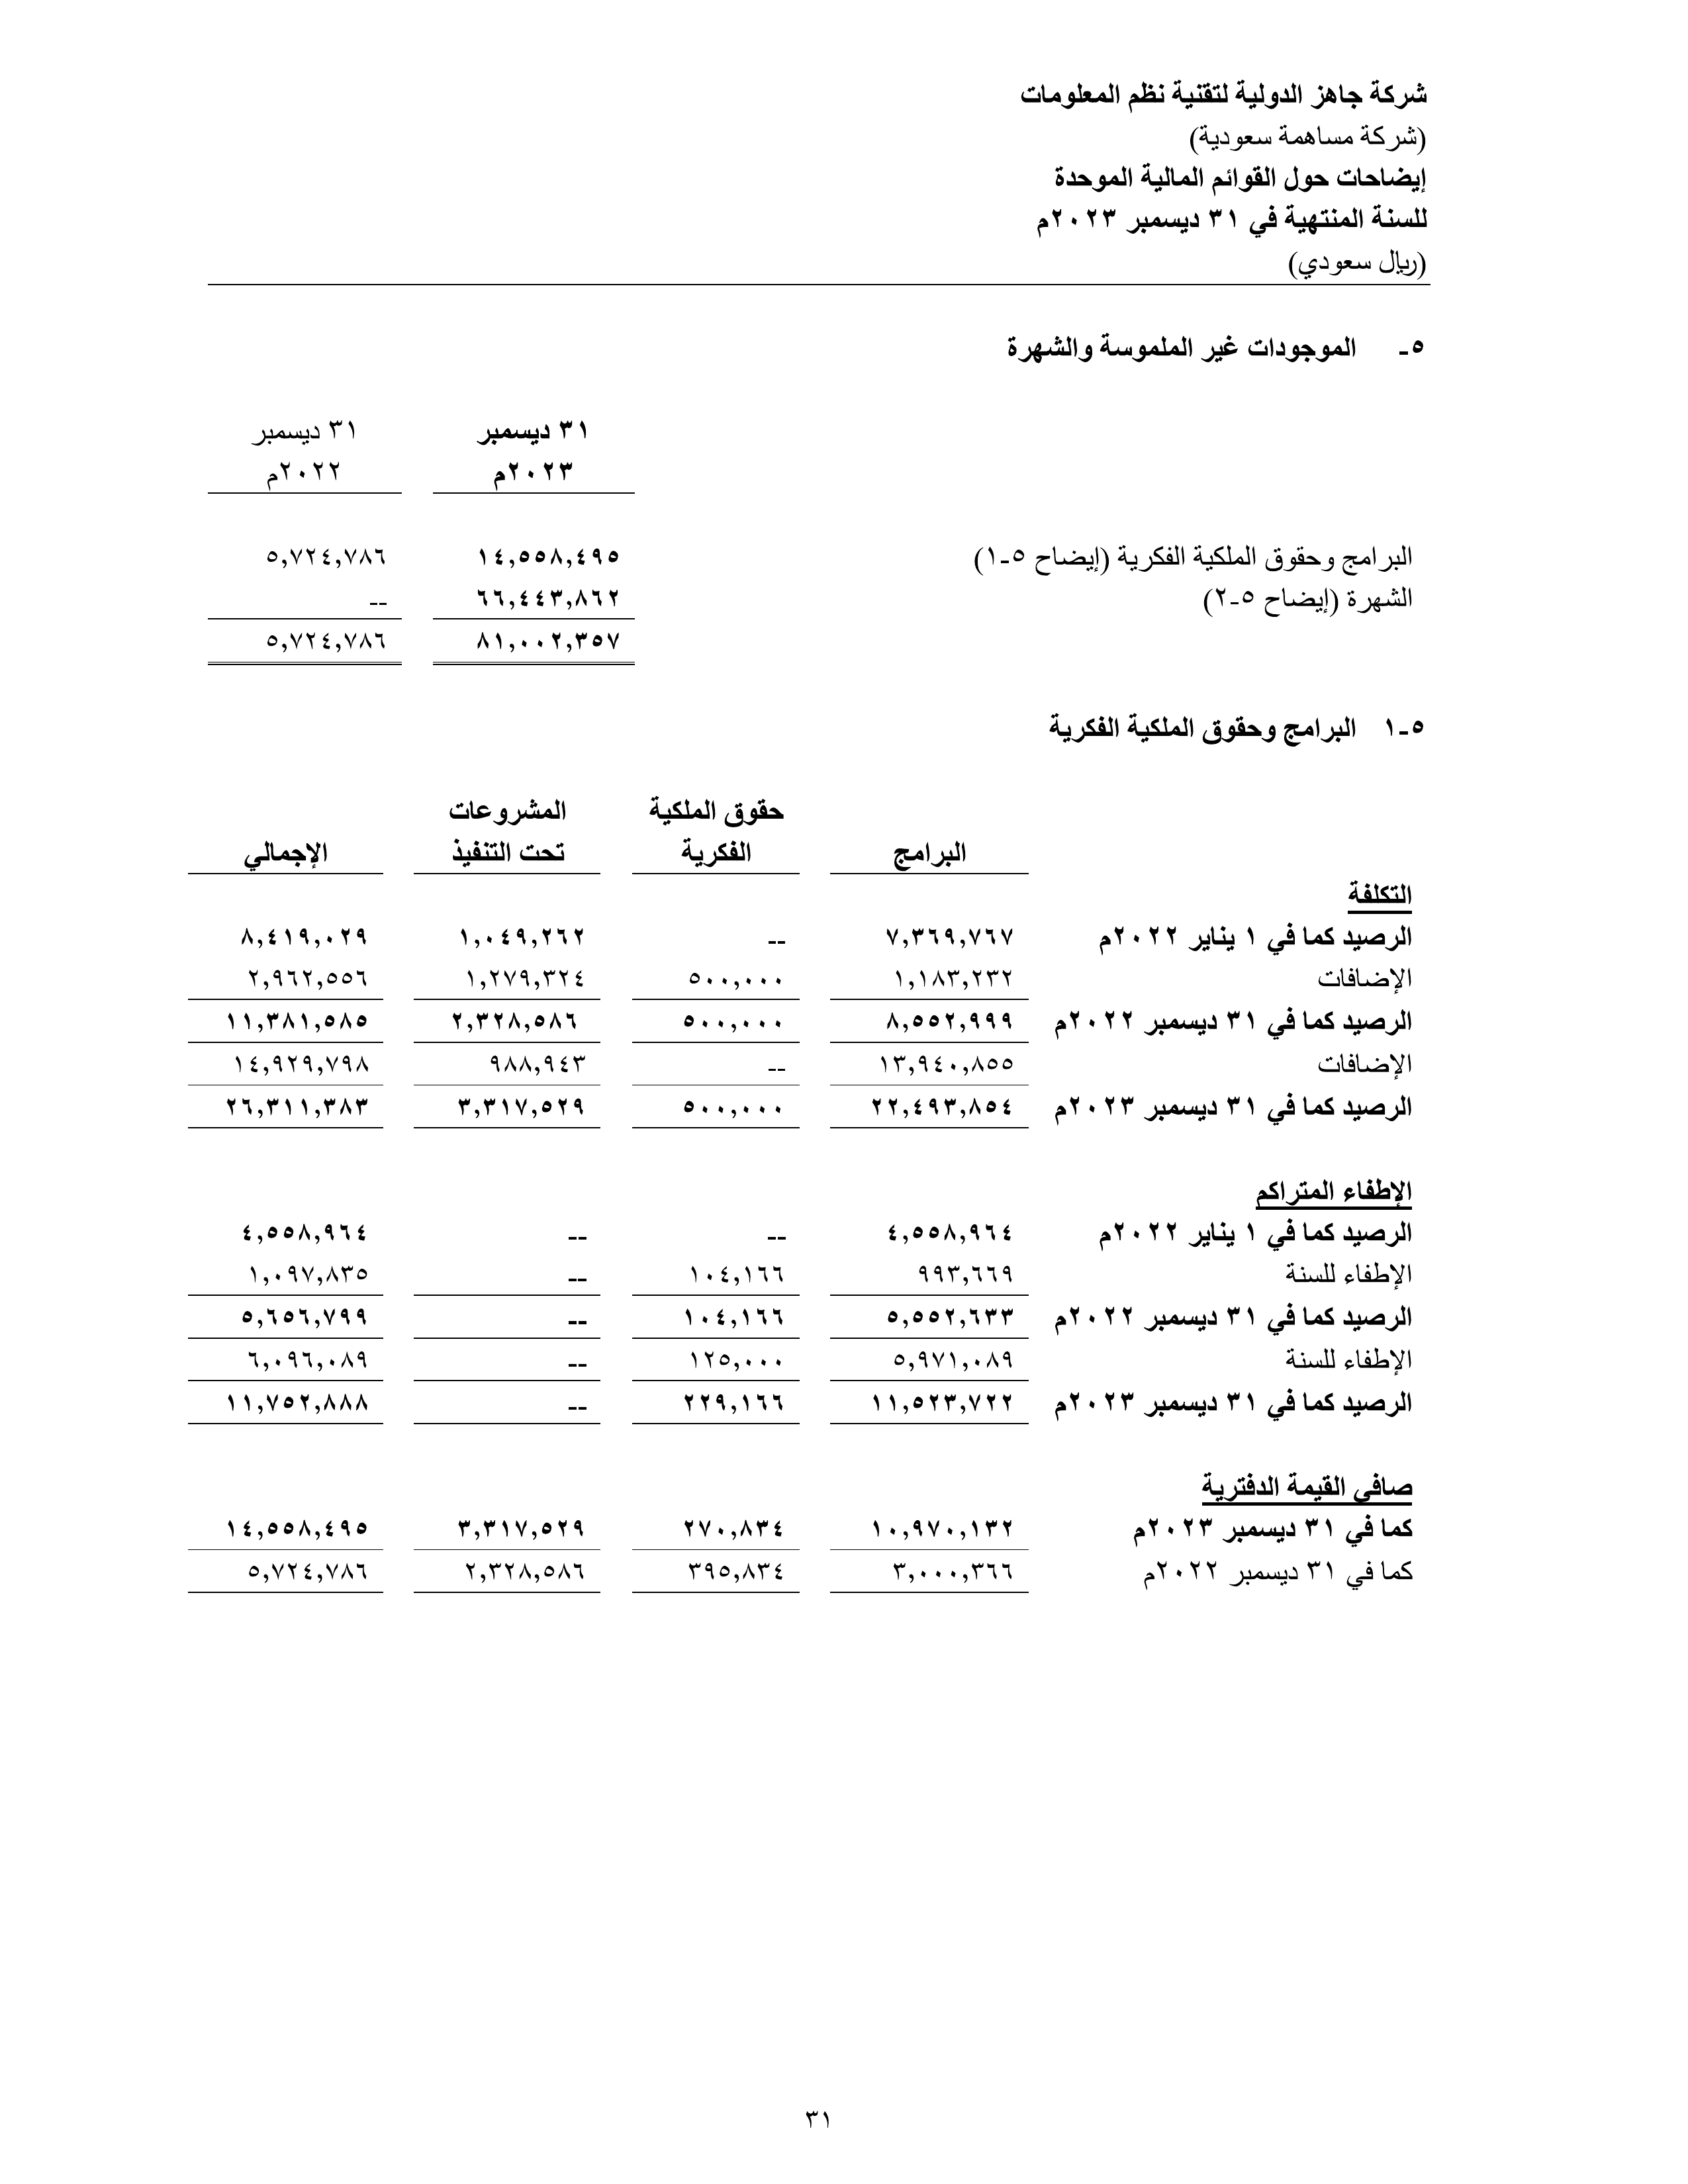 شركة جاهز الدولية لتقنية نظم المعلومات
(شركة مساهمة سعودية)
إيضاحات حول القوائم المالية الموحدة
للسنة المنتهية في ٣١ ديسمبر ٢٠٢٣م
(ريال سعودي)
٥- الموجودات غير الملموسة والشهرة
٣١ ديسمبر ٣١ ديسمبر
٢٠٢٣م ٢٠٢٢م
البرامج وحقوق الملكية الفكرية (إيضاح ٥-١) ١٤,٥٥٨,٤٩٥ ٥,٧٢٤,٧٨٦
الشهرة (إيضاح ٥-٢) ٦٦,٤٤٣,٨٦٢ --
٨١,٠٠٢,٣٥٧ ٥,٧٢٤,٧٨٦
٥-١ البرامج وحقوق الملكية الفكرية
حقوق الملكية المشروعات
البرامج الفكرية تحت التنفيذ الإجمالي
التكلفة
الرصيد كما في ١ يناير ٢٠٢٢م ٧,٣٦٩,٧٦٧ -- ١,٠٤٩,٢٦٢ ٨,٤١٩,٠٢٩
الإضافات ١,١٨٣,٢٣٢ ٥٠٠,٠٠٠ ١,٢٧٩,٣٢٤ ٢,٩٦٢,٥٥٦
الرصيد كما في ٣١ ديسمبر ٢٠٢٢م ٨,٥٥٢,٩٩٩ ٥٠٠,٠٠٠ ٢,٣٢٨,٥٨٦ ١١,٣٨١,٥٨٥
الإضافات ١٣,٩٤٠,٨٥٥ -- ٩٨٨,٩٤٣ ١٤,٩٢٩,٧٩٨
الرصيد كما في ٣١ ديسمبر ٢٠٢٣م ٢٢,٤٩٣,٨٥٤ ٥٠٠,٠٠٠ ٣,٣١٧,٥٢٩ ٢٦,٣١١,٣٨٣
الإطفاء المتراكم
الرصيد كما في ١ يناير ٢٠٢٢م ٤,٥٥٨,٩٦٤ -- -- ٤,٥٥٨,٩٦٤
الإطفاء للسنة ٩٩٣,٦٦٩ ١٠٤,١٦٦ -- ١,٠٩٧,٨٣٥
الرصيد كما في ٣١ ديسمبر ٢٠٢٢م ٥,٥٥٢,٦٣٣ ١٠٤,١٦٦ -- ٥,٦٥٦,٧٩٩
الإطفاء للسنة ٥,٩٧١,٠٨٩ ١٢٥,٠٠٠ -- ٦,٠٩٦,٠٨٩
الرصيد كما في ٣١ ديسمبر ٢٠٢٣م ١١,٥٢٣,٧٢٢ ٢٢٩,١٦٦ -- ١١,٧٥٢,٨٨٨
صافي القيمة الدفترية
كما في ٣١ ديسمبر ٢٠٢٣م ١٠,٩٧٠,١٣٢ ٢٧٠,٨٣٤ ٣,٣١٧,٥٢٩ ١٤,٥٥٨,٤٩٥
كما في ٣١ ديسمبر ٢٠٢٢م ٣,٠٠٠,٣٦٦ ٣٩٥,٨٣٤ ٢,٣٢٨,٥٨٦ ٥,٧٢٤,٧٨٦
٣١